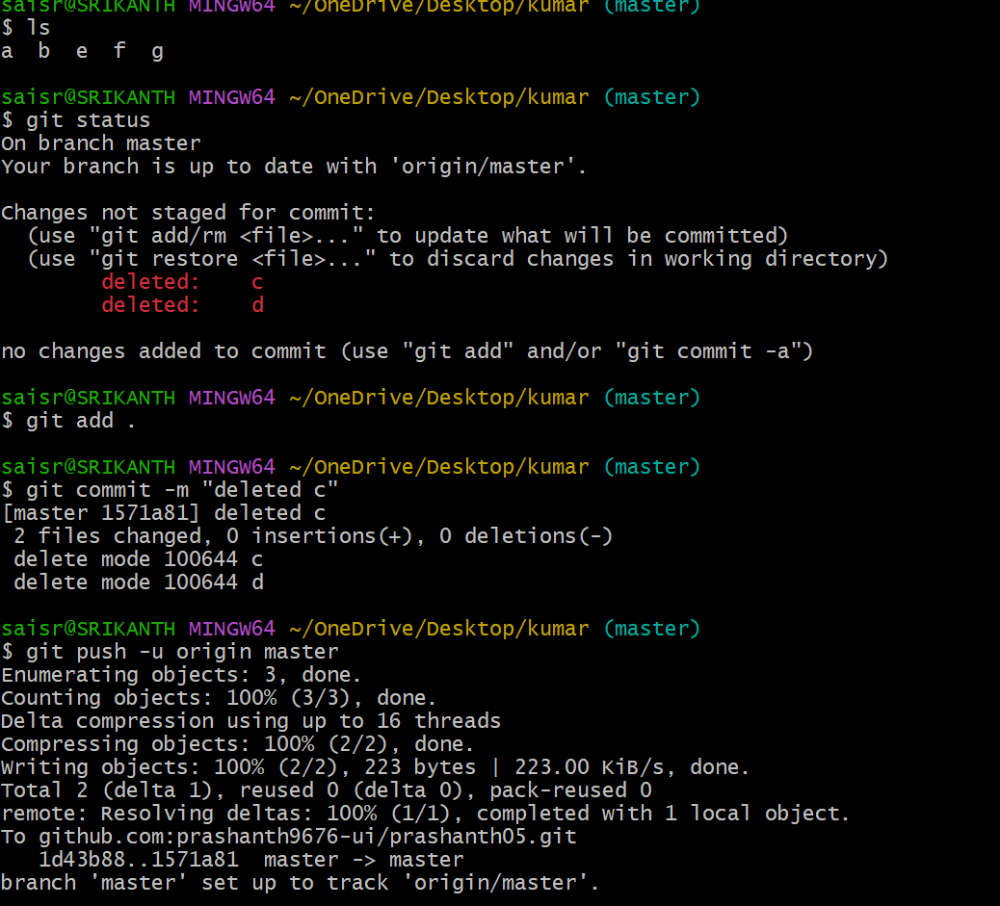 saisr@SRIKANTH MINGW64 ~/OneDrive/Desktop/kumar (master)
$ ls
a  b  e  f  g
saisr@SRIKANTH MINGW64 ~/OneDrive/Desktop/kumar (master)
$ git status
On branch master
Your branch is up to date with 'origin/master'.
Changes not staged for commit:
  (use "git add/rm <file>..." to update what will be committed)
  (use "git restore <file>..." to discard changes in working directory)
        deleted:    c
        deleted:    d
no changes added to commit (use "git add" and/or "git commit -a")
saisr@SRIKANTH MINGW64 ~/OneDrive/Desktop/kumar (master)
$ git add .
saisr@SRIKANTH MINGW64 ~/OneDrive/Desktop/kumar (master)
$ git commit -m "deleted c"
[master 1571a81] deleted c
 2 files changed, 0 insertions(+), 0 deletions(-)
 delete mode 100644 c
 delete mode 100644 d
saisr@SRIKANTH MINGW64 ~/OneDrive/Desktop/kumar (master)
$ git push -u origin master
Enumerating objects: 3, done.
Counting objects: 100% (3/3), done.
Delta compression using up to 16 threads
Compressing objects: 100% (2/2), done.
Writing objects: 100% (2/2), 223 bytes | 223.00 KiB/s, done.
Total 2 (delta 1), reused 0 (delta 0), pack-reused 0
remote: Resolving deltas: 100% (1/1), completed with 1 local object.
To github.com:prashanth9676-ui/prashanth05.git
   1d43b88..1571a81  master -> master
branch 'master' set up to track 'origin/master'.